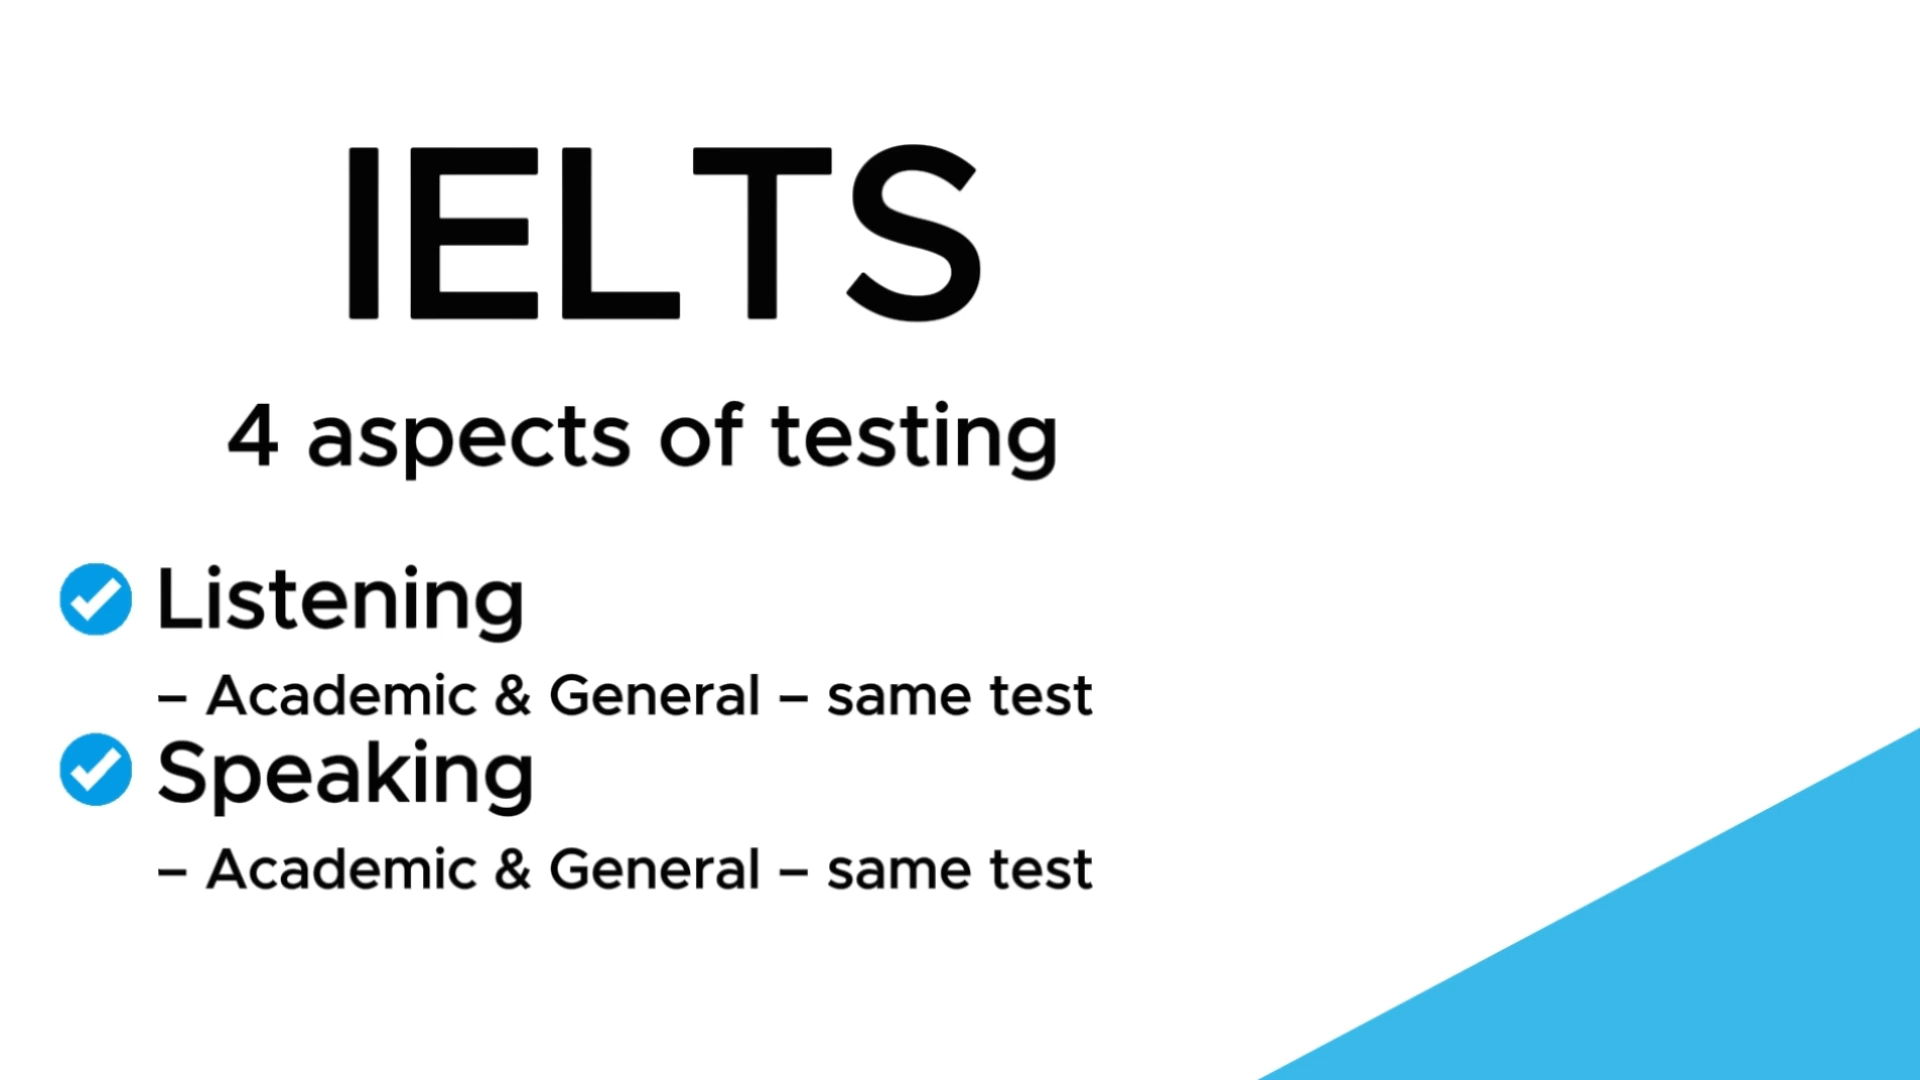 IELTS
4 aspects of testing
Listening
– Academic & General – same test
Speaking
– Academic & General – same test